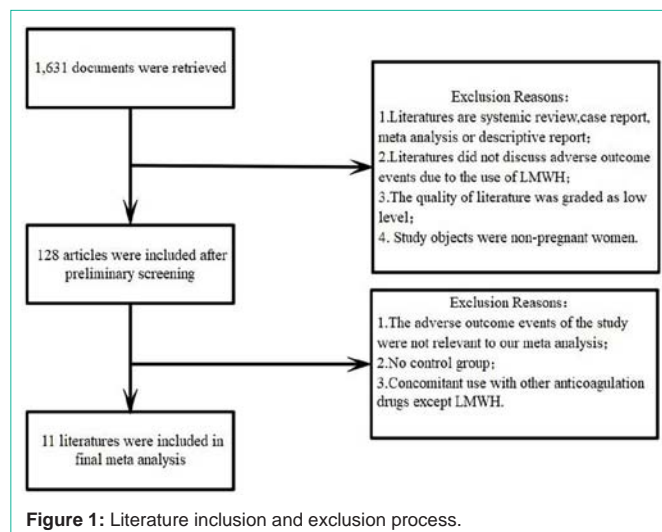 1,631 documents were retrieved
Exclusion Reasons:
1.Literatures are systemic review,case report,
meta analysis or descriptive report;
2.Literatures did not discuss adverse outcome
events due to the use of LMWH;
3.The quality of literature was graded as low
level;
4. Study objects were non-pregnant women.
128 articles were included after
preliminary screening
Exclusion Reasons:
1.The adverse outcome events of the study
were not relevant to our meta analysis;
2.No control group;
3.Concomitant use with other anticoagulation
drugs except LMWH.
11 literatures were included in
final meta analysis
Figure 1: Literature inclusion and exclusion process.